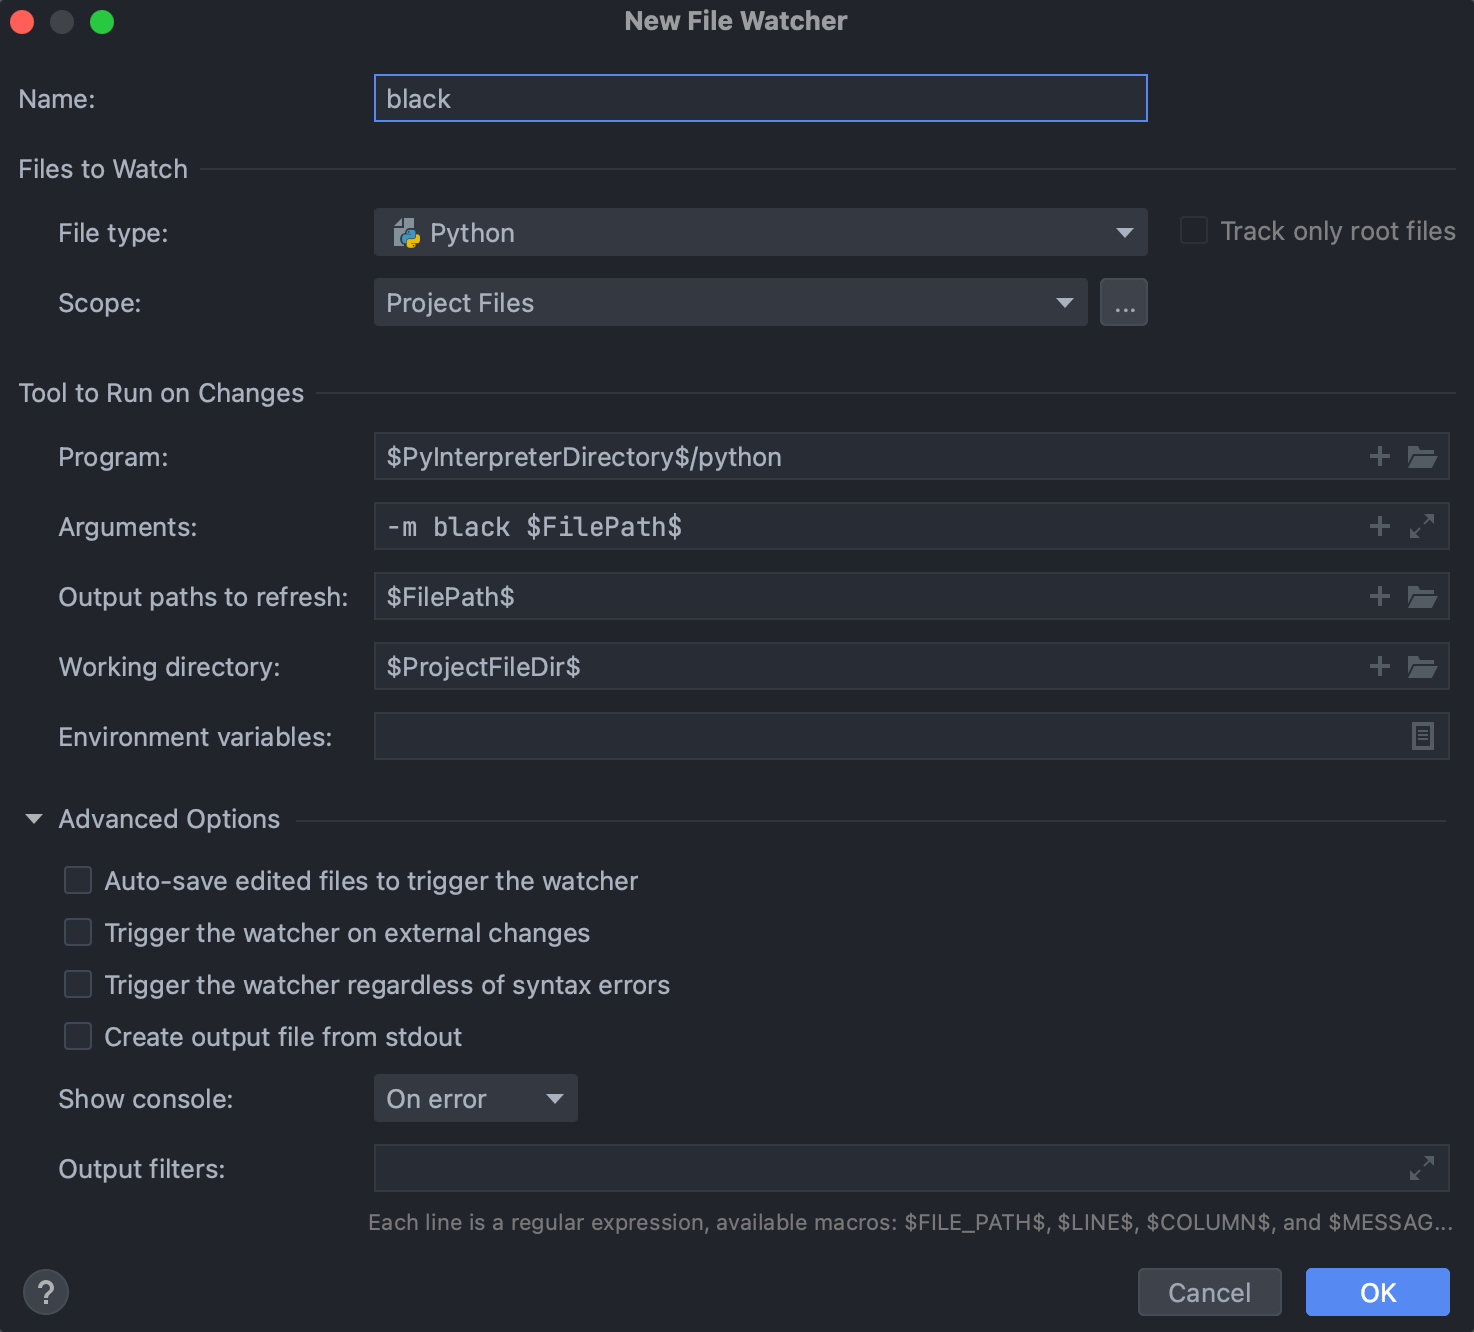 New File Watcher
Name: black
Files to Watch
File type: Python Track only root files
Scope: Project Files ...
Tool to Run on Changes
Program: $PyInterpreterDirectory$/python
Arguments: -m black $FilePath$
Output paths to refresh: $FilePath$
Working directory: $ProjectFileDir$
Environment variables:
Advanced Options
Auto-save edited files to trigger the watcher
Trigger the watcher on external changes
Trigger the watcher regardless of syntax errors
Create output file from stdout
Show console: On error
Output filters:
Each line is a regular expression, available macros: $FILE_PATH$, $LINE$, $COLUMN$, and $MESSAG...
? Cancel OK